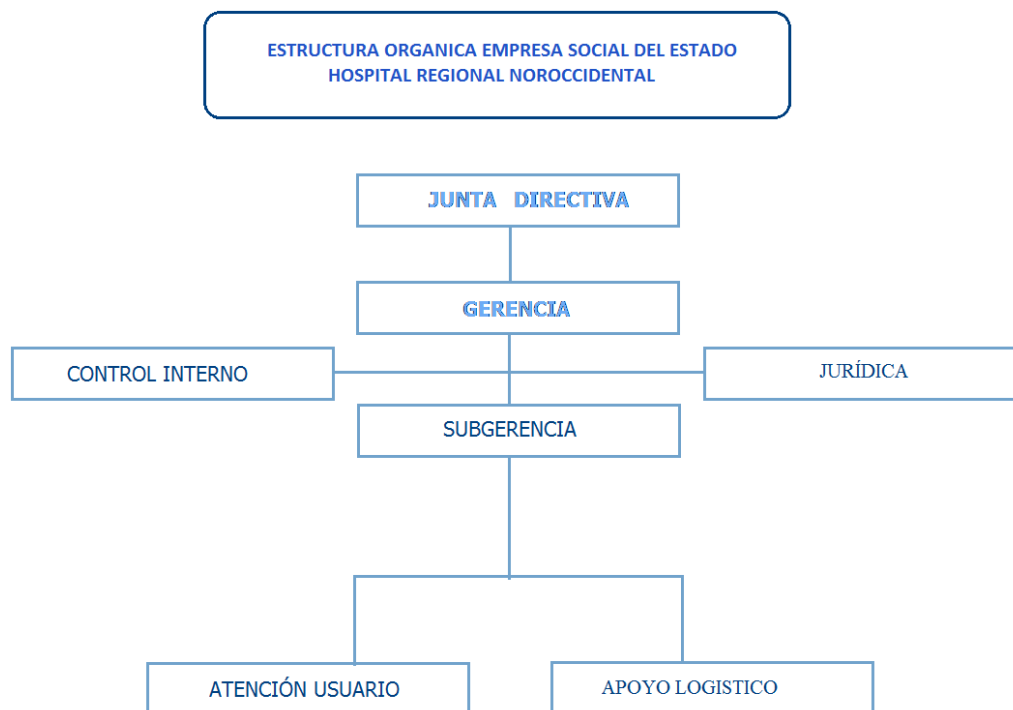 ESTRUCTURA ORGANICA EMPRESA SOCIAL DEL ESTADO
HOSPITAL REGIONAL NOROCCIDENTAL
JUNTA DIRECTIVA
GERENCIA
CONTROL INTERNO
JURÍDICA
SUBGERENCIA
ATENCIÓN USUARIO
APOYO LOGISTICO